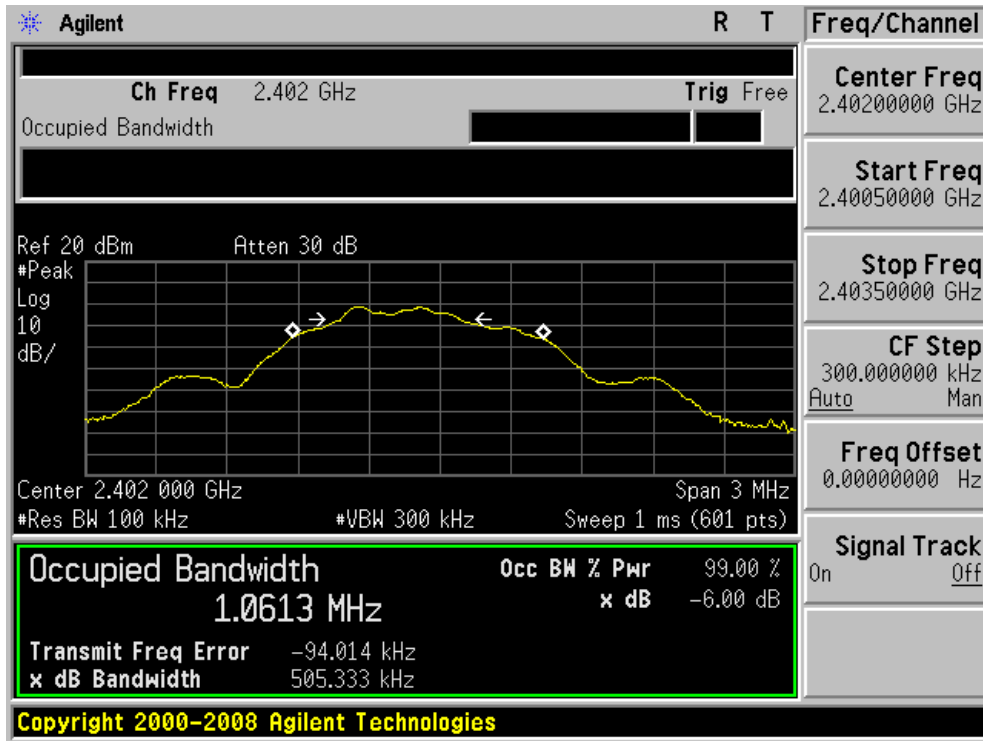 Agilent R T
Freq/Channel
Ch Freq 2.402 GHz Trig Free
Occupied Bandwidth
Center Freq
2.40200000 GHz
Start Freq
2.40050000 GHz
Stop Freq
2.40350000 GHz
CF Step
300.000000 kHz
Auto Man
Freq Offset
0.00000000 Hz
Signal Track
On Off
Ref 20 dBm Atten 30 dB
#Peak
Log
10
dB/
Center 2.402 000 GHz Span 3 MHz
#Res BW 100 kHz #VBW 300 kHz Sweep 1 ms (601 pts)
Occupied Bandwidth
1.0613 MHz
Occ BW % Pwr 99.00 %
x dB -6.00 dB
Transmit Freq Error -94.014 kHz
x dB Bandwidth 505.333 kHz
Copyright 2000-2008 Agilent Technologies